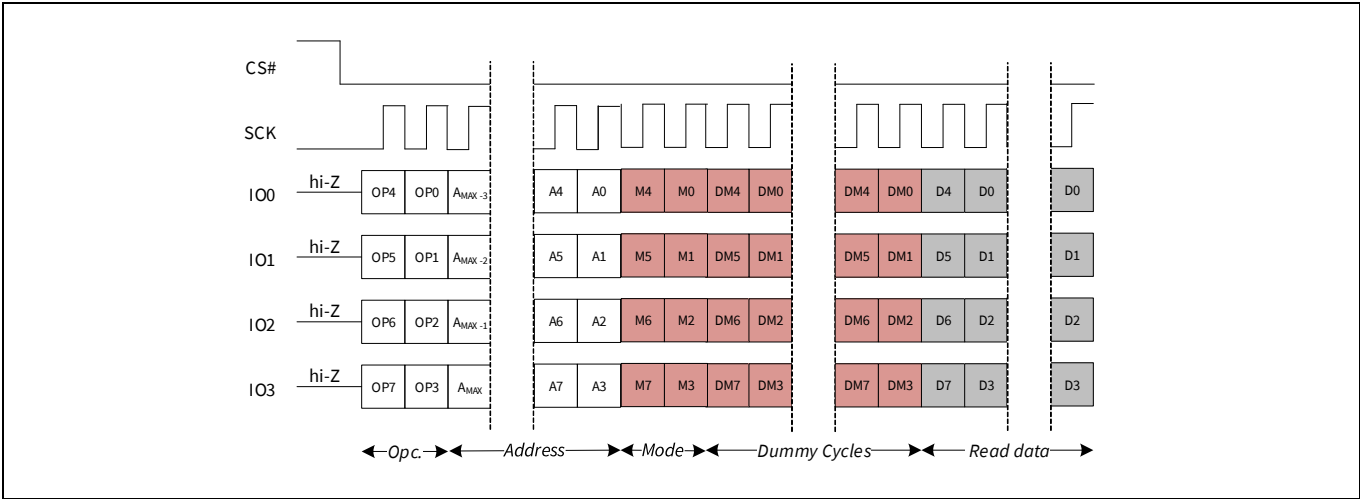 CS#
SCK
IO0 hi-Z OP4 OP0 AMAX -3 A4 A0 M4 M0 DM4 DM0 DM4 DM0 D4 D0 D0
IO1 hi-Z OP5 OP1 AMAX -2 A5 A1 M5 M1 DM5 DM1 DM5 DM1 D5 D1 D1
IO2 hi-Z OP6 OP2 AMAX -1 A6 A2 M6 M2 DM6 DM2 DM6 DM2 D6 D2 D2
IO3 hi-Z OP7 OP3 AMAX A7 A3 M7 M3 DM7 DM3 DM7 DM3 D7 D3 D3
Opc. Address Mode Dummy Cycles Read data